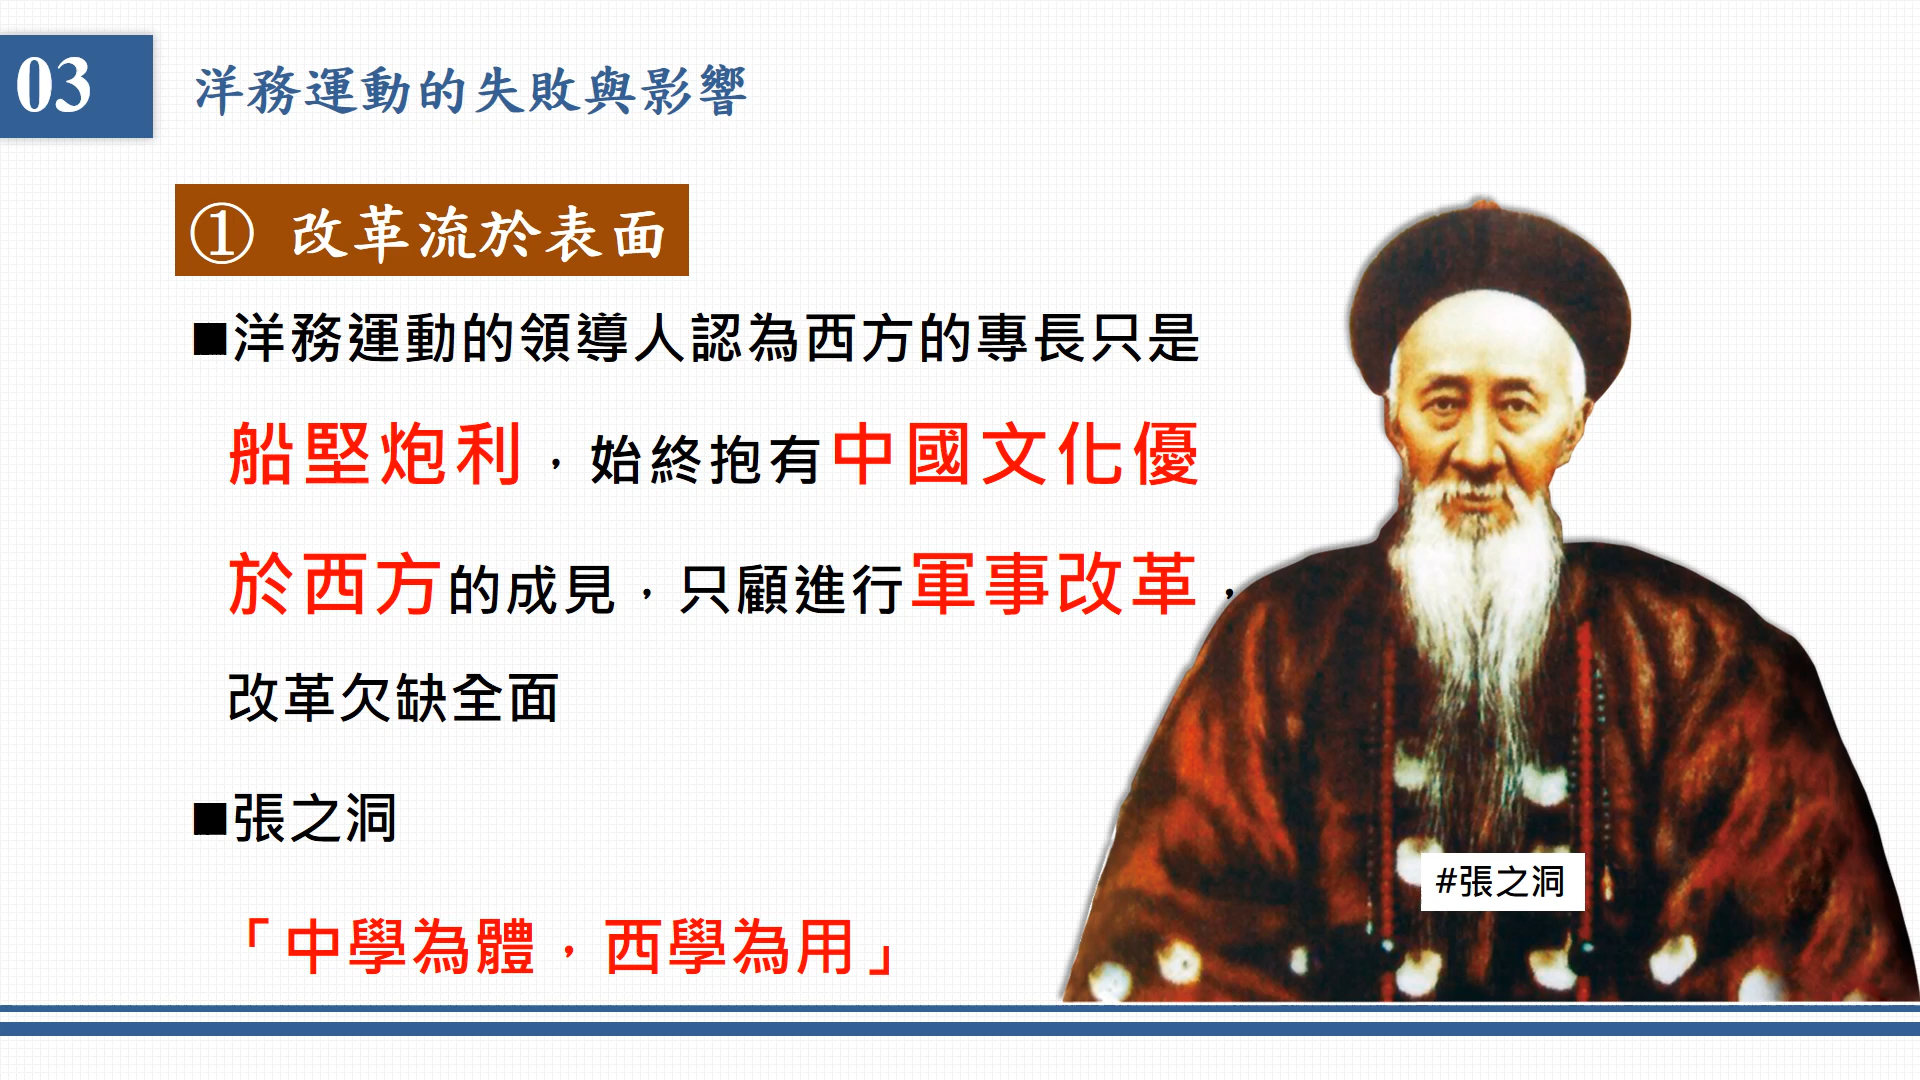 03
洋務運動的失敗與影響
① 改革流於表面
■洋務運動的領導人認為西方的專長只是
船堅炮利，始終抱有中國文化優
於西方的成見，只顧進行軍事改革，
改革欠缺全面
■張之洞
「中學為體，西學為用」
#張之洞